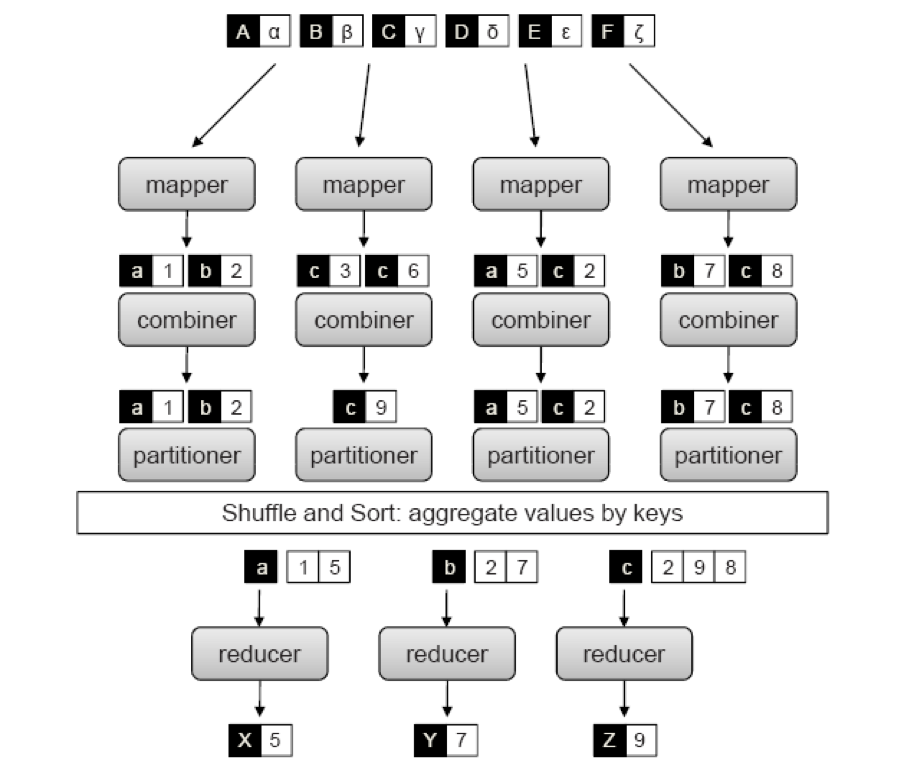 A α B β C γ D δ E ε F ζ
mapper mapper mapper mapper
a 1 b 2 c 3 c 6 a 5 c 2 b 7 c 8
combiner combiner combiner combiner
a 1 b 2 c 9 a 5 c 2 b 7 c 8
partitioner partitioner partitioner partitioner
Shuffle and Sort: aggregate values by keys
a 1 5 b 2 7 c 2 9 8
reducer reducer reducer
X 5 Y 7 Z 9